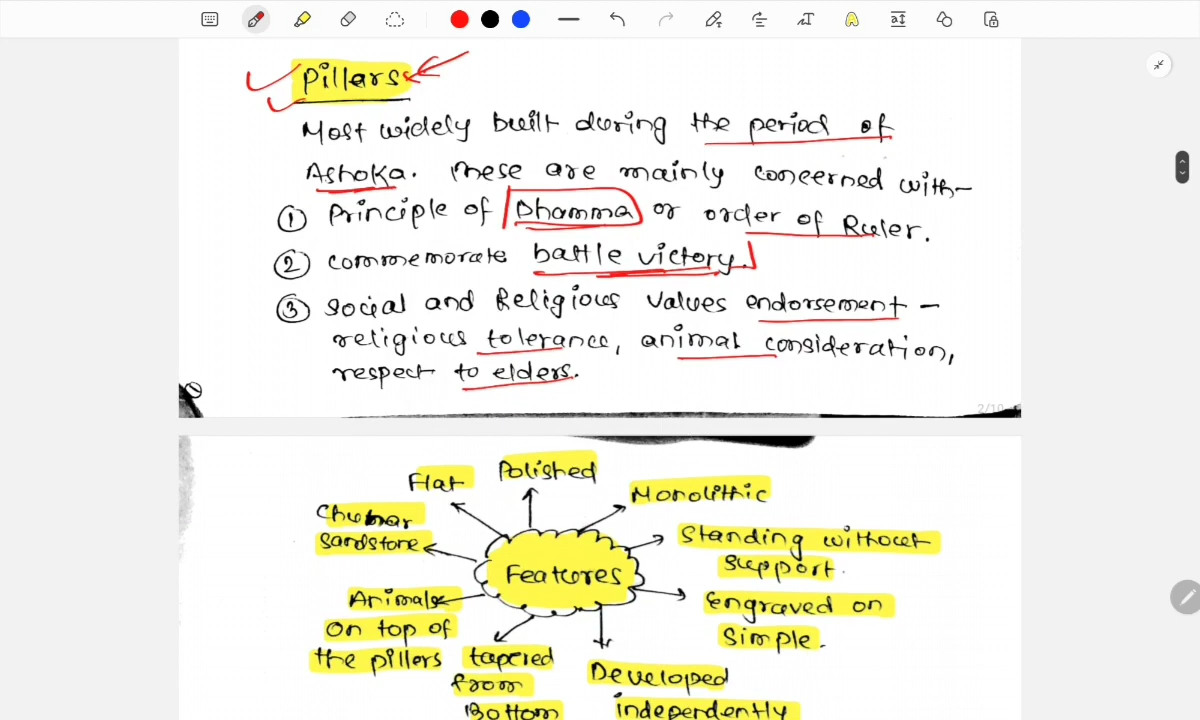 Pillars
Most widely built during the period of
Ashoka. These are mainly concerned with-
① Principle of Dhamma or order of Ruler.
② commemorate battle victory.
③ Social and Religious values endorsement -
religious tolerance, animal consideration,
respect to elders.
2/10
Flat
Polished
Monolithic
Chunar
Sandstone
Standing without
support.
Features
Animals
On top of
the pillers
Engraved on
Simple.
tapered
from
Bottom
Developed
independently